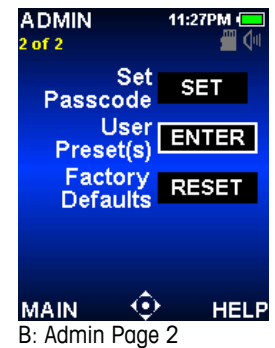 ADMIN 11:27PM
2 of 2
Set Passcode SET
User Preset(s) ENTER
Factory Defaults RESET
MAIN HELP
B: Admin Page 2